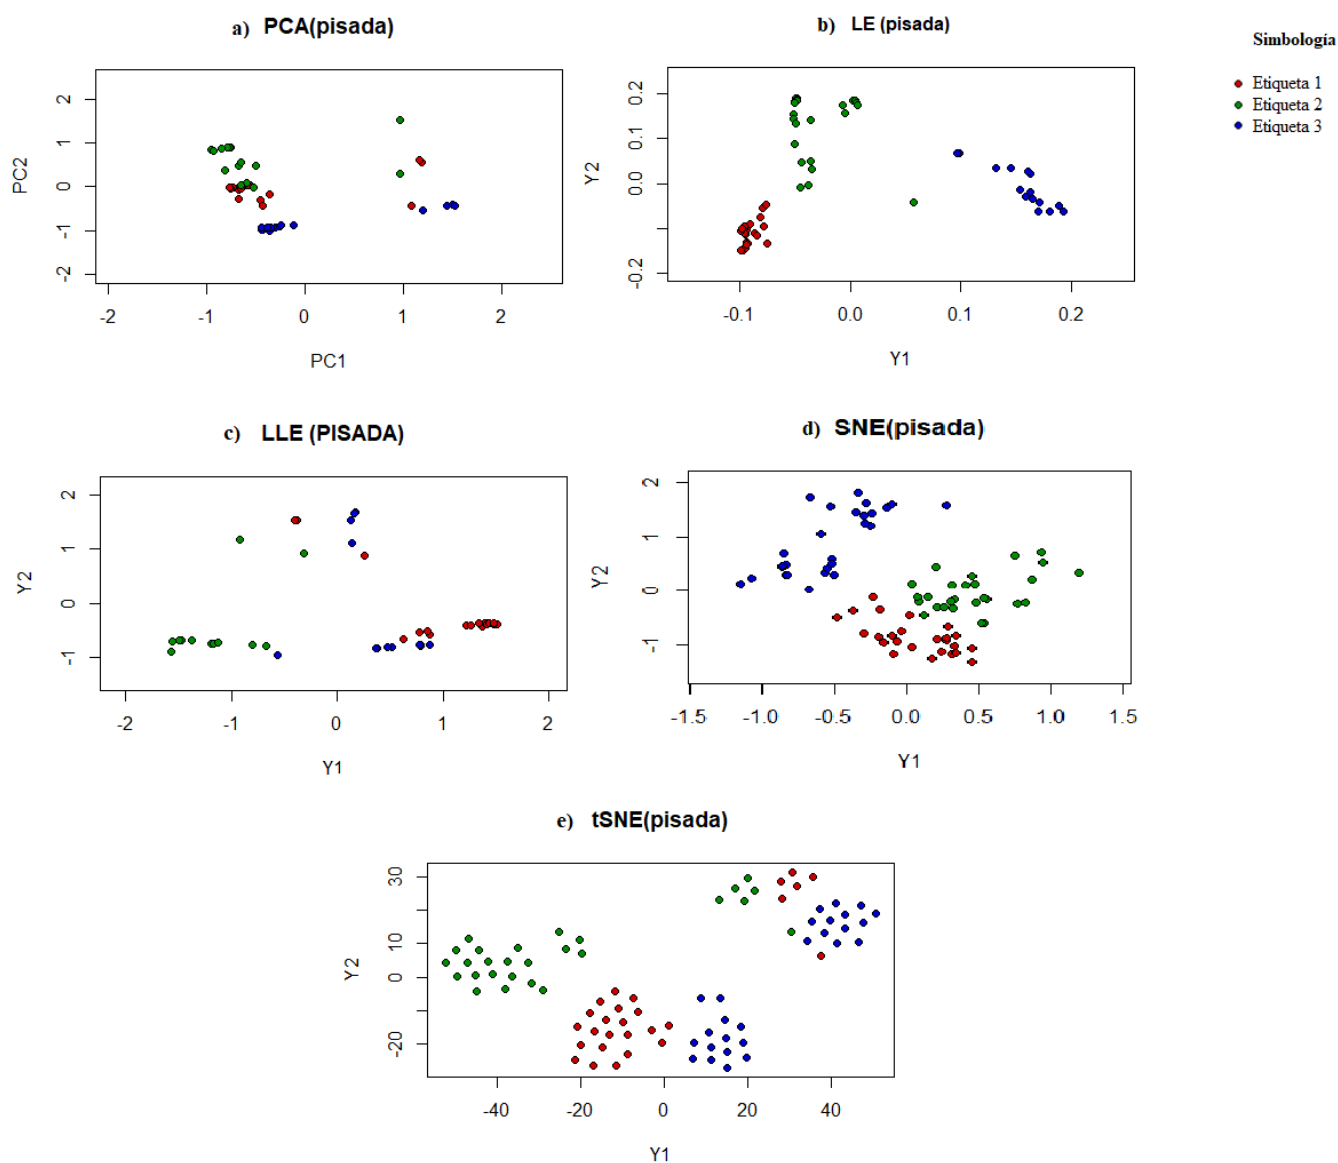 a) PCA(pisada)
PC2
2
1
0
-1
-2
-2
-1
0
1
2
PC1
b) LE (pisada)
Y2
0.2
0.1
0.0
-0.2
-0.1
0.0
0.1
0.2
Y1
Simbología
Etiqueta 1
Etiqueta 2
Etiqueta 3
c) LLE (PISADA)
Y2
2
1
0
-1
-2
-1
0
1
2
Y1
d) SNE(pisada)
Y2
2
1
0
-1
-1.5
-1.0
-0.5
0.0
0.5
1.0
1.5
Y1
e) tSNE(pisada)
Y2
30
10
0
-20
-40
-20
0
20
40
Y1